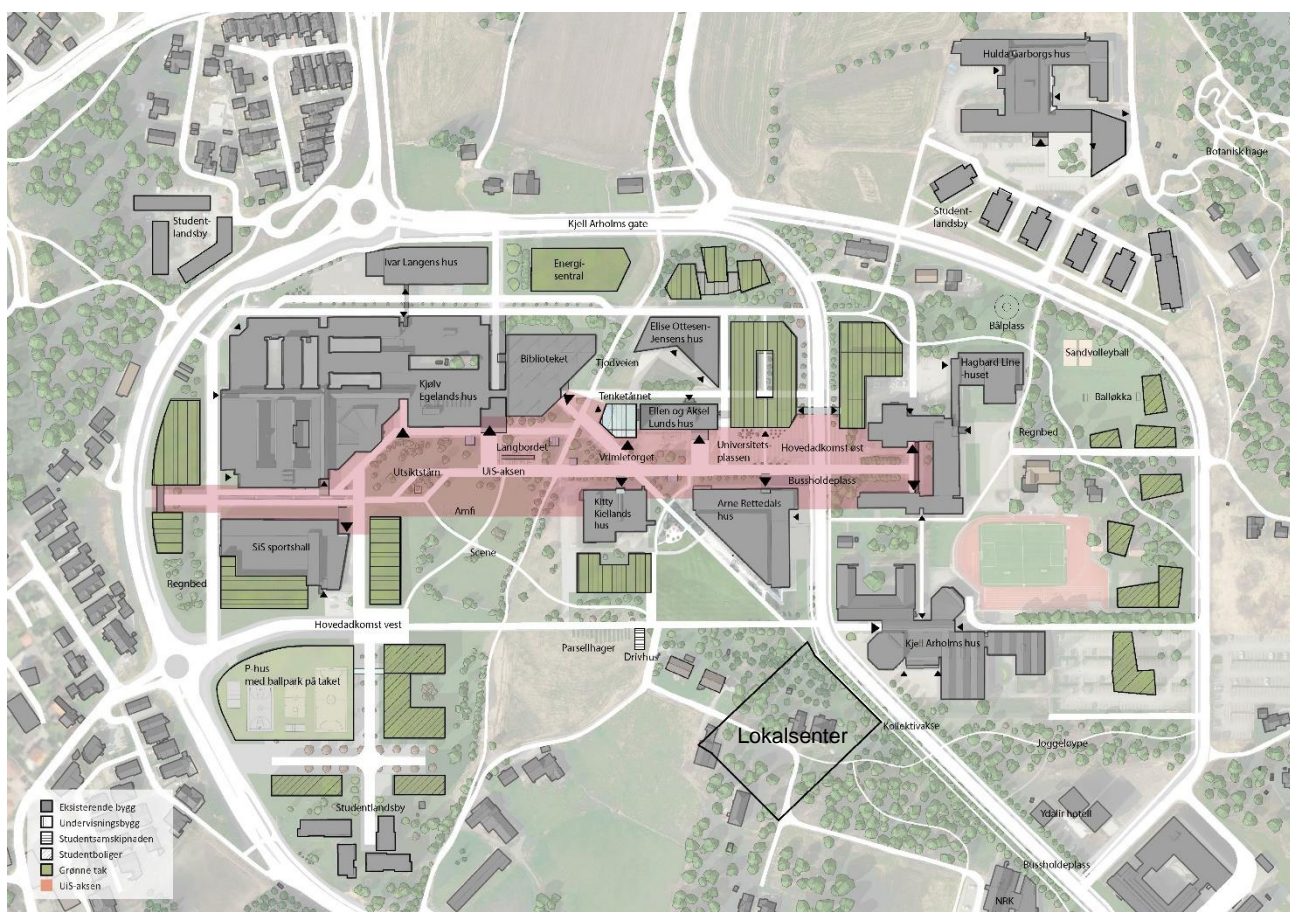 Hulda Garborgs hus
Botanisk hage
Student-
landsby
Student-
landsby
Kjell Arholms gate
Ivar Langens hus
Energi-
sentral
Bålplass
Elise Ottesen-
Jensens hus
Biblioteket
Tjodveien
Sandvolleyball
Hagbard Line
-huset
Kjølv
Egelands hus
Tenketårnet
Balløkka
Ellen og Aksel
Lunds hus
Regnbed
Langbordet
Universitets-
plassen
Hovedadkomst øst
Vrimletorget
Utsiktstårn
UiS-aksen
Bussholdeplass
Kitty
Kiellands
hus
Arne Rettedals
hus
Amfi
SiS sportshall
Scene
Regnbed
Hovedadkomst vest
Parsellhager
Drivhus
Kjell Arholms hus
P-hus
med ballpark på taket
Kollektivakse
Lokalsenter
Joggeløype
Studentlandsby
Ydalir hotell
Bussholdeplass
NRK
Eksisterende bygg
Undervisningsbygg
Studentsamskipnaden
Studentboliger
Grønne tak
UiS-aksen